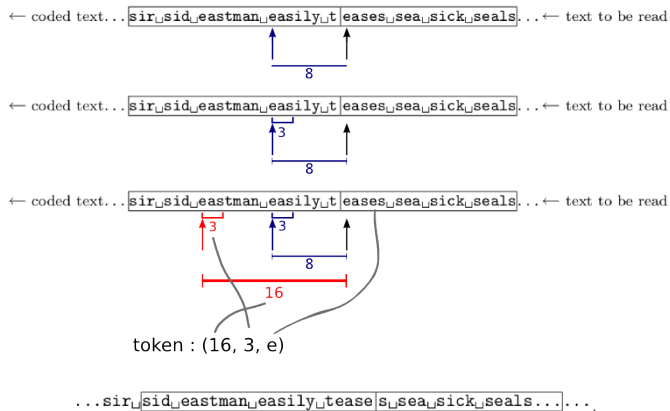 ← coded text... sir␣sid␣eastman␣easily␣t eases␣sea␣sick␣seals ...← text to be read
8
← coded text... sir␣sid␣eastman␣easily␣t eases␣sea␣sick␣seals ...← text to be read
3
8
← coded text... sir␣sid␣eastman␣easily␣t eases␣sea␣sick␣seals ...← text to be read
3 3
8
16
token : (16, 3, e)
...sir␣sid␣eastman␣easily␣tease s␣sea␣sick␣seals......